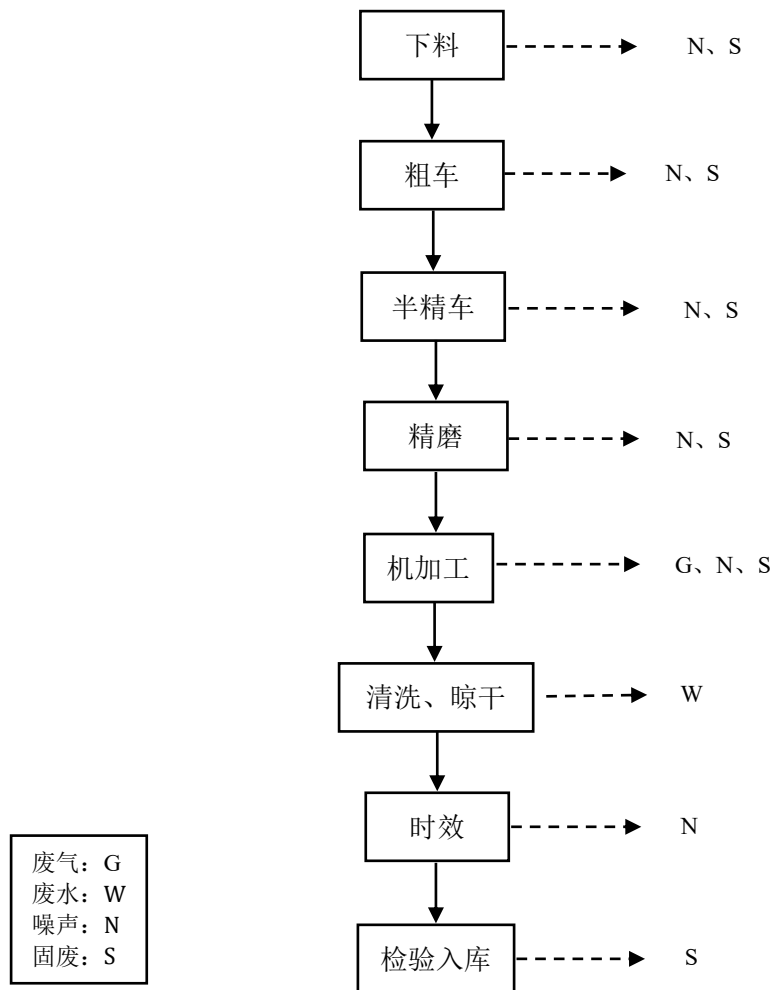 下料
N、S
粗车
N、S
半精车
N、S
精磨
N、S
机加工
G、N、S
清洗、晾干
W
时效
N
废气：G
废水：W
噪声：N
固废：S
检验入库
S